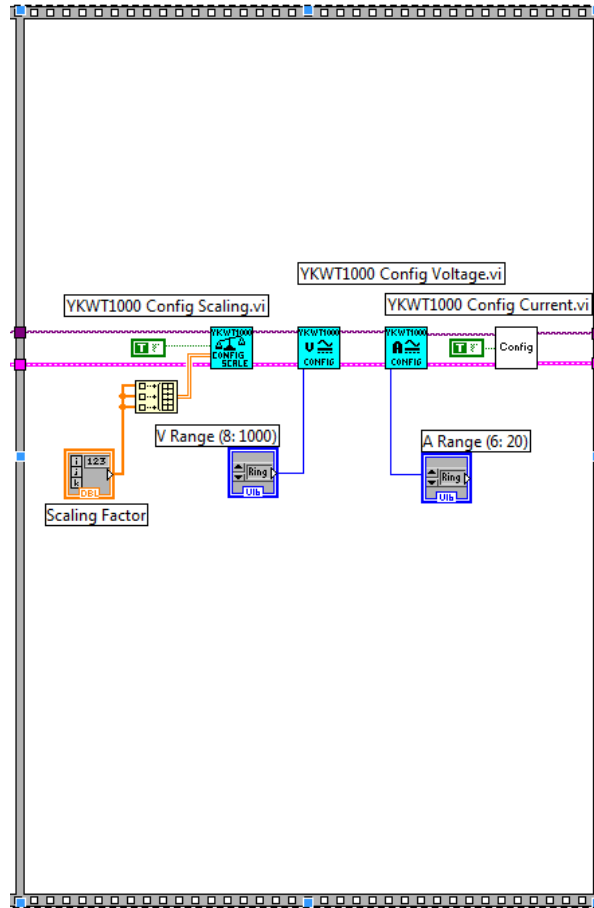 YKWT1000 Config Voltage.vi
YKWT1000 Config Scaling.vi
YKWT1000 Config Current.vi
YKWT1000
CONFIG
SCALE
YKWT1000
V
CONFIG
YKWT1000
A
CONFIG
T F
T F
Config
V Range (8: 1000)
A Range (6: 20)
i
j
k
123
DBL
Ring
U16
Ring
U16
Scaling Factor